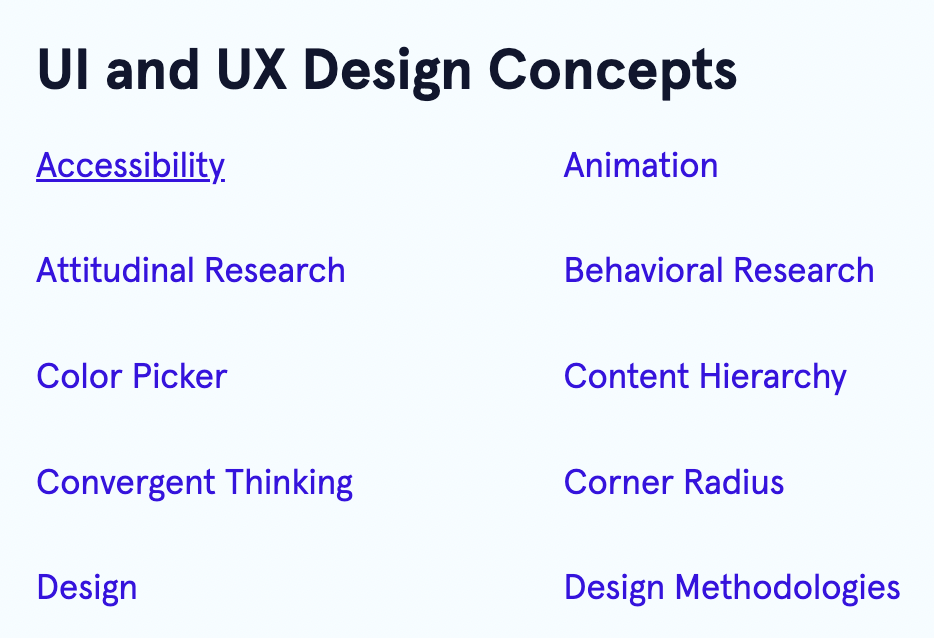 UI and UX Design Concepts
Accessibility
Animation
Attitudinal Research
Behavioral Research
Color Picker
Content Hierarchy
Convergent Thinking
Corner Radius
Design
Design Methodologies